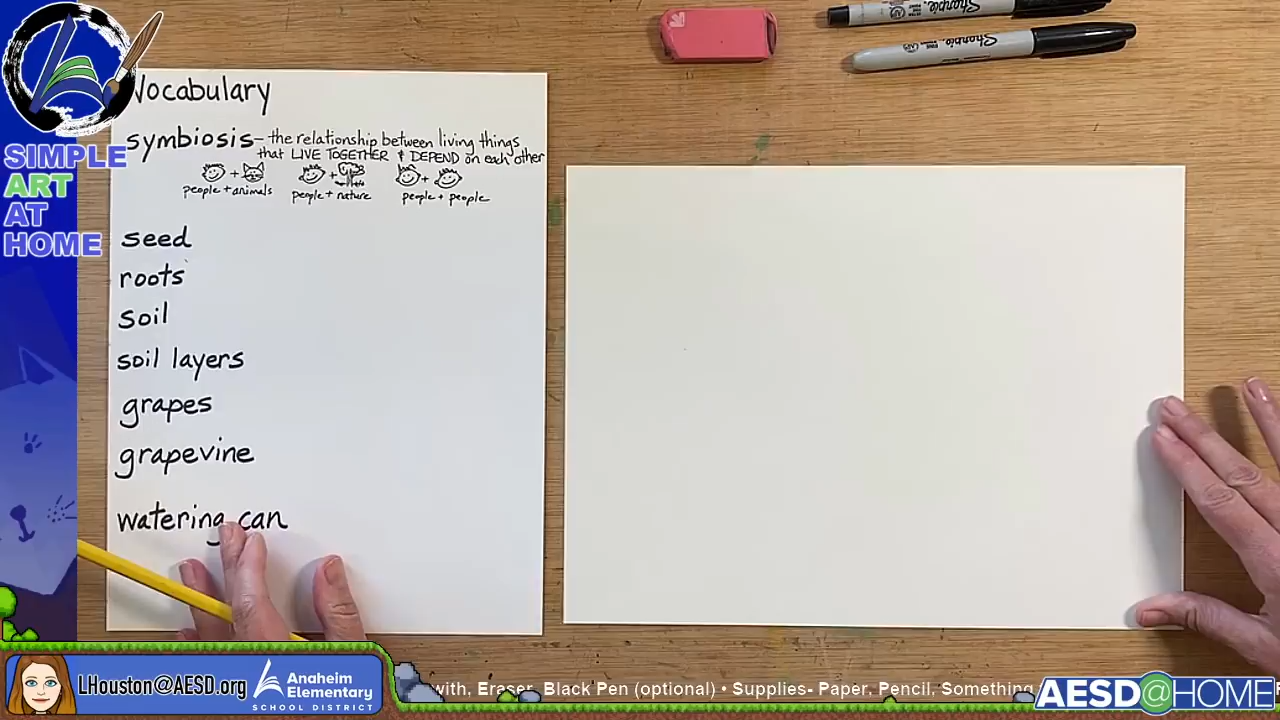 SIMPLE
ART
AT
HOME
Vocabulary
symbiosis – the relationship between living things
that LIVE TOGETHER & DEPEND on each other
people + animals
people + nature
people + people
seed
roots
soil
soil layers
grapes
grapevine
watering can
Sharpie
Sharpie
LHouston@AESD.org
Anaheim
Elementary
SCHOOL DISTRICT
with, Eraser, Black Pen (optional) • Supplies- Paper, Pencil, Something
AESD@HOME